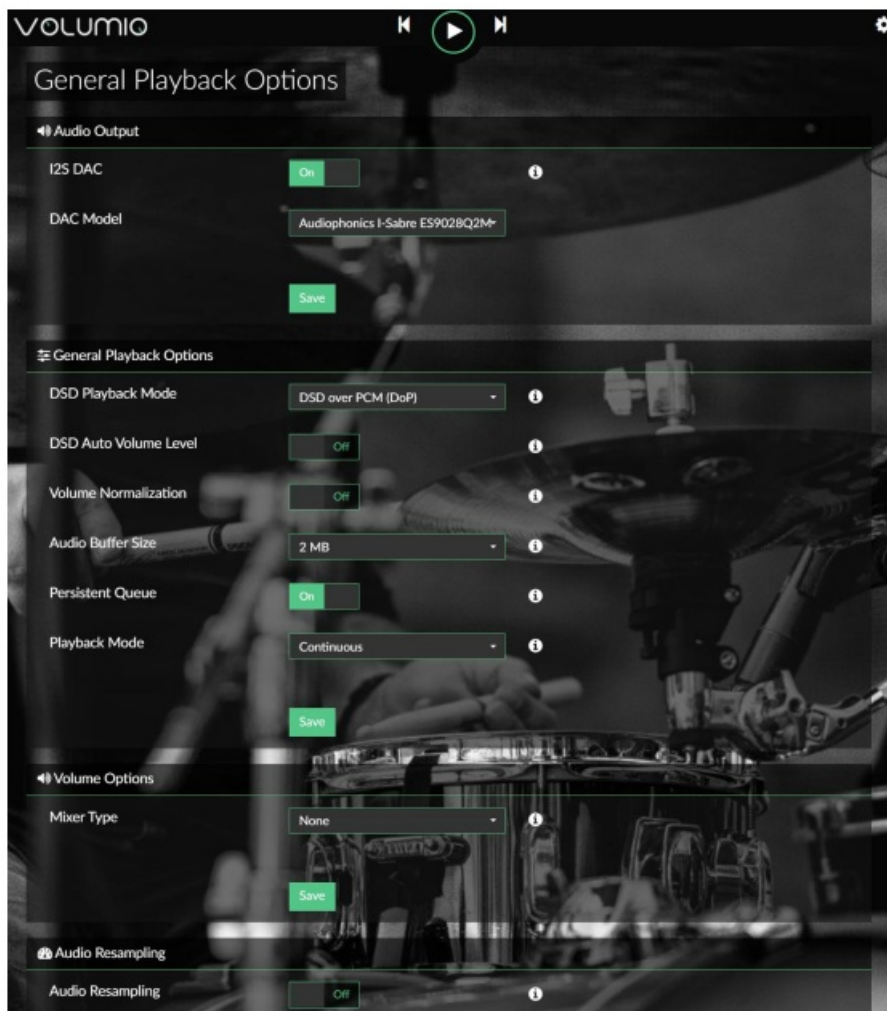 VOLUMIO
General Playback Options
Audio Output
I2S DAC On
DAC Model Audiophonics I-Sabre ES9028Q2M
Save
General Playback Options
DSD Playback Mode DSD over PCM (DoP)
DSD Auto Volume Level Off
Volume Normalization Off
Audio Buffer Size 2 MB
Persistent Queue On
Playback Mode Continuous
Save
Volume Options
Mixer Type None
Save
Audio Resampling
Audio Resampling Off